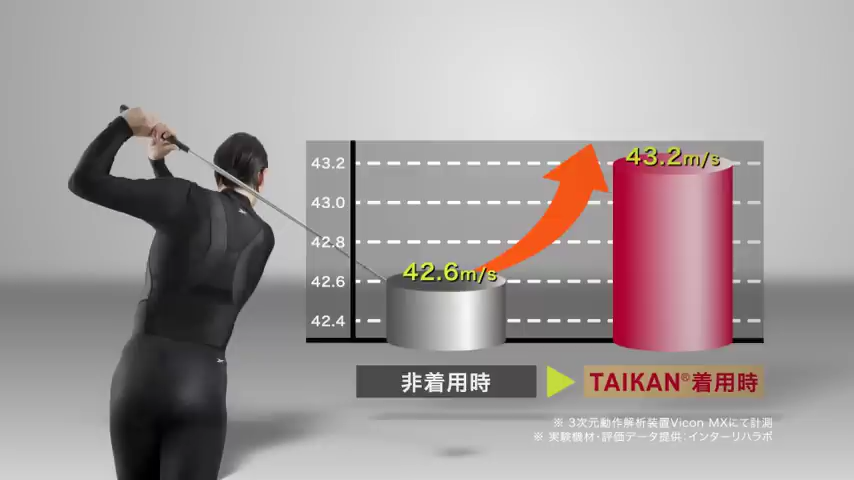 43.2
43.0
42.8
42.6
42.4
42.6m/s
43.2m/s
非着用時
TAIKAN®着用時
※ 3次元動作解析装置Vicon MXにて計測
※ 実験機材・評価データ提供：インターリハラボ